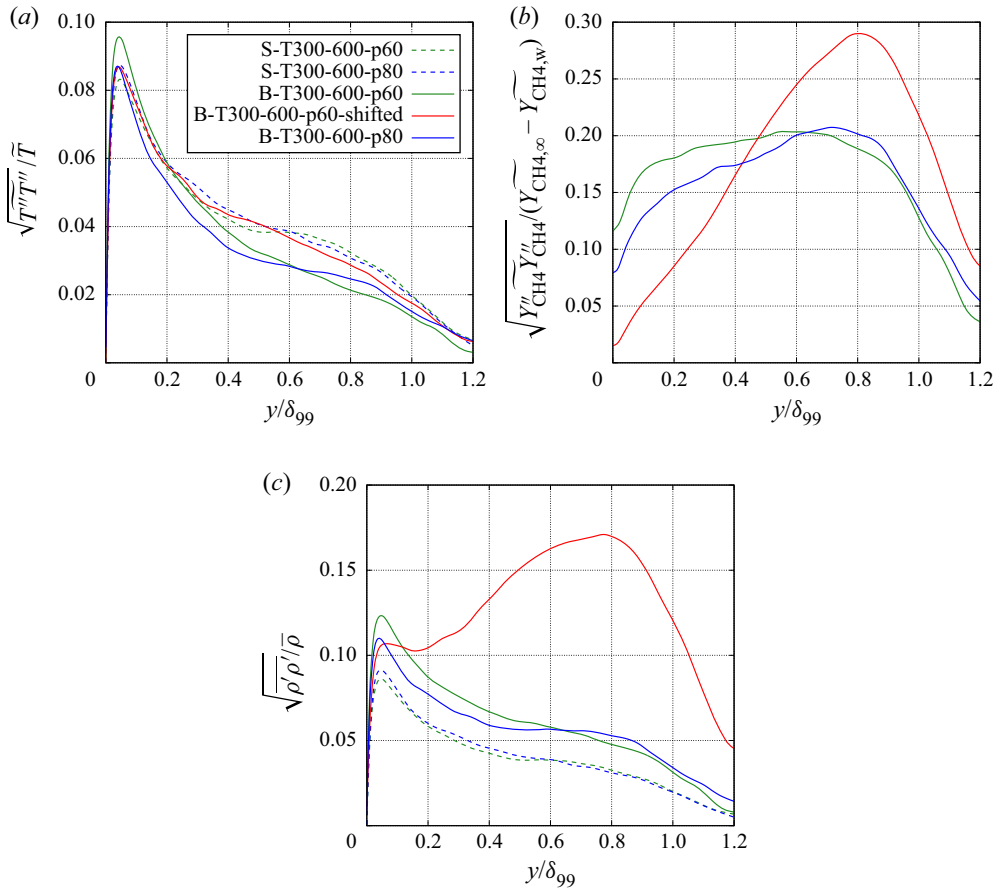 (a)
0.10
0.08
0.06
0.04
0.02
0
0.2
0.4
0.6
0.8
1.0
1.2
y/δ99
√T″T″͠/T̃
S-T300-600-p60
S-T300-600-p80
B-T300-600-p60
B-T300-600-p60-shifted
B-T300-600-p80
(b)
0.30
0.25
0.20
0.15
0.10
0.05
0
0.2
0.4
0.6
0.8
1.0
1.2
y/δ99
√Y″CH4Y″CH4/(YCH4,∞ − YCH4,w)
(c)
0.20
0.15
0.10
0.05
0
0.2
0.4
0.6
0.8
1.0
1.2
y/δ99
√ρ′ρ′/ρ̅